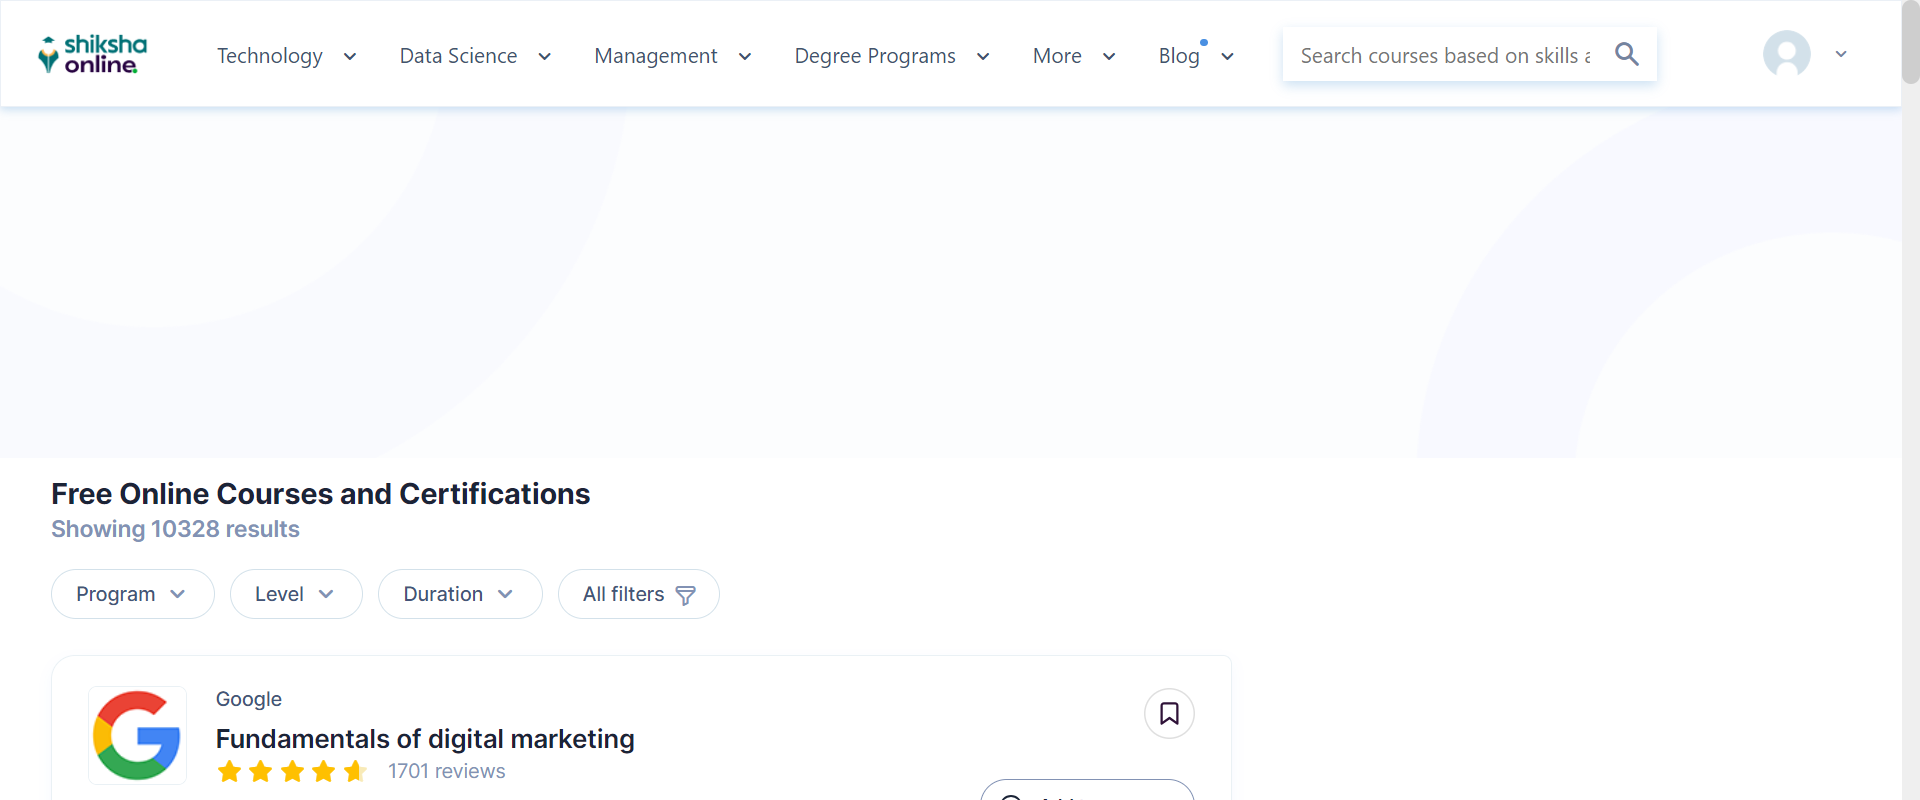 shiksha
online.
Technology
Data Science
Management
Degree Programs
More
Blog
Search courses based on skills a
Free Online Courses and Certifications
Showing 10328 results
Program
Level
Duration
All filters
Google
Fundamentals of digital marketing
1701 reviews